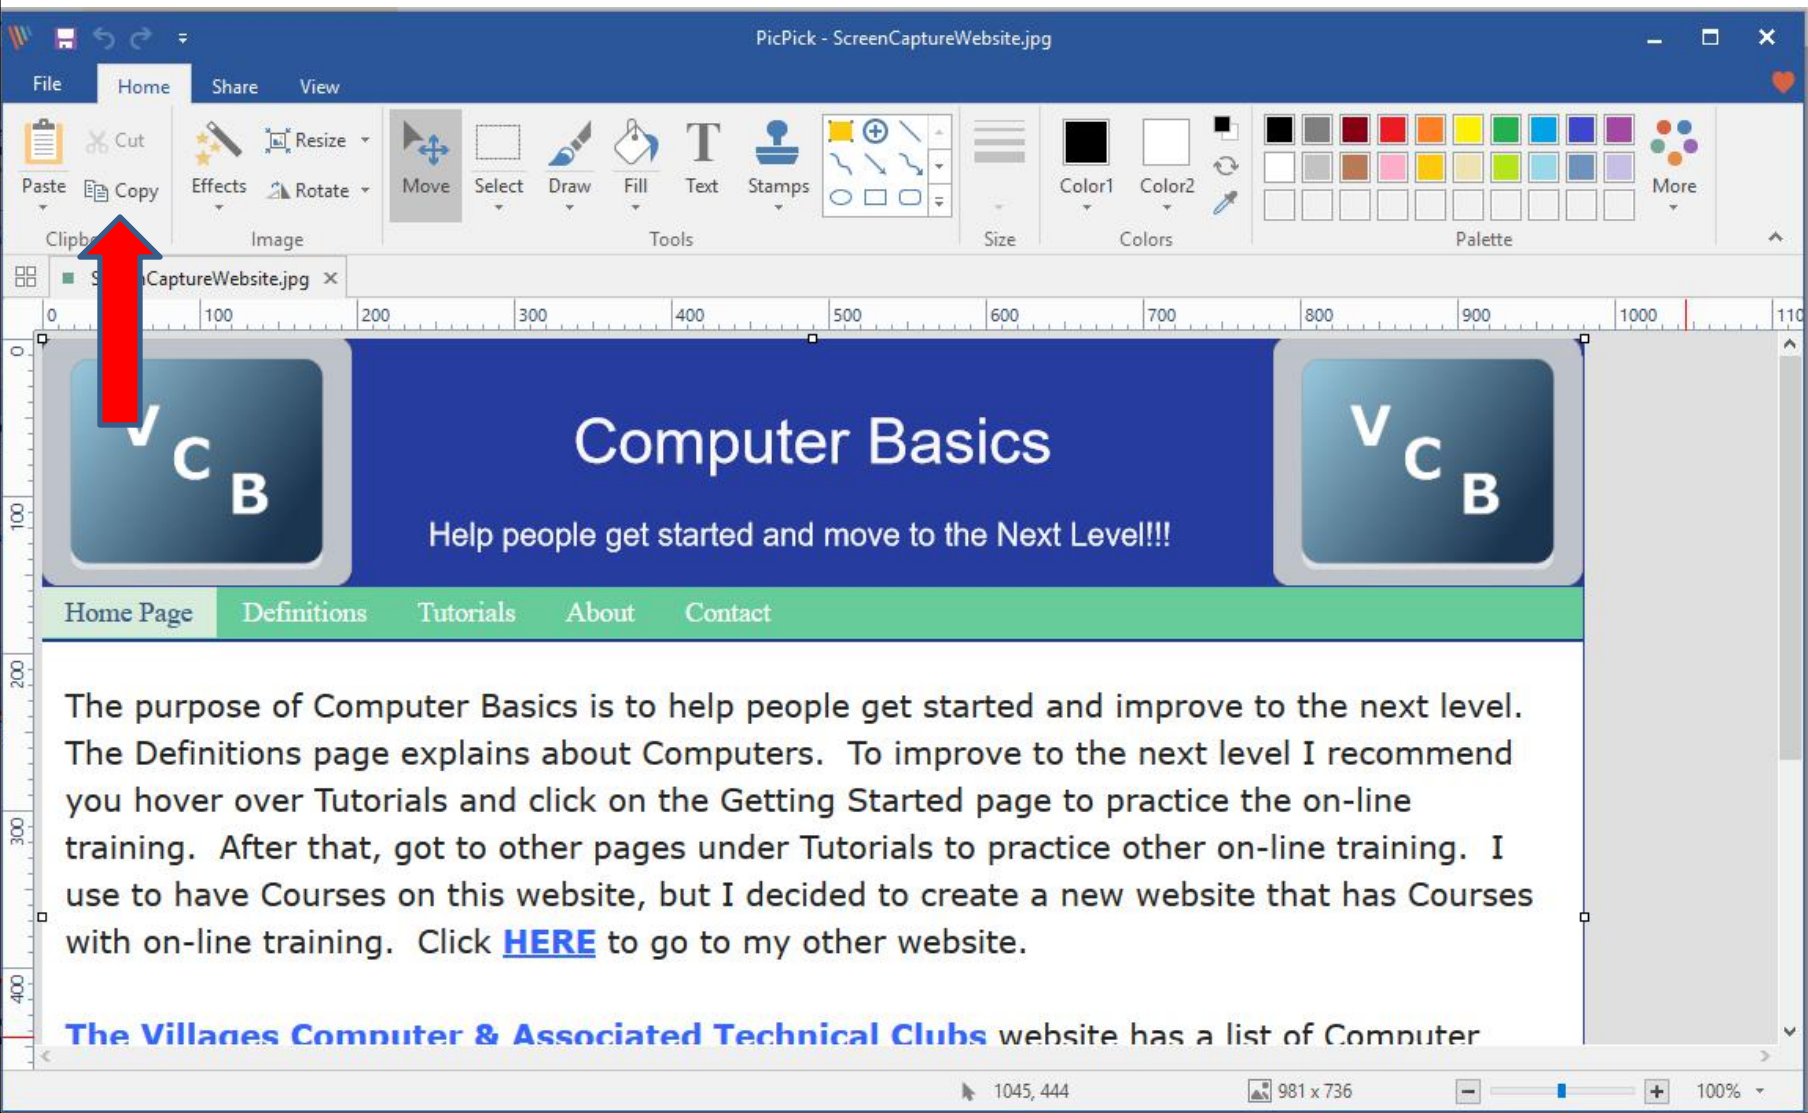 PicPick - ScreenCaptureWebsite.jpg
File Home Share View
Cut
Resize
Paste Copy Effects Rotate Move Select Draw Fill Text Stamps Color1 Color2 More
Image Tools Size Colors Palette
0 100 200 300 400 500 600 700 800 900 1000 110
0
100
200
300
400
V C B
Computer Basics
Help people get started and move to the Next Level!!!
V C B
Home Page Definitions Tutorials About Contact
The purpose of Computer Basics is to help people get started and improve to the next level.
The Definitions page explains about Computers. To improve to the next level I recommend
you hover over Tutorials and click on the Getting Started page to practice the on-line
training. After that, got to other pages under Tutorials to practice other on-line training. I
use to have Courses on this website, but I decided to create a new website that has Courses
with on-line training. Click HERE to go to my other website.
The Villages Computer & Associated Technical Clubs website has a list of Computer
1045, 444 981 x 736 100%